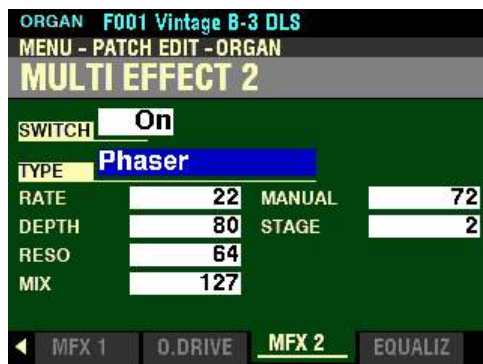 ORGAN F001 Vintage B-3 DLS
MENU - PATCH EDIT - ORGAN
MULTI EFFECT 2
SWITCH On
TYPE Phaser
RATE 22 MANUAL 72
DEPTH 80 STAGE 2
RESO 64
MIX 127
MFX 1 O.DRIVE MFX 2 EQUALIZ